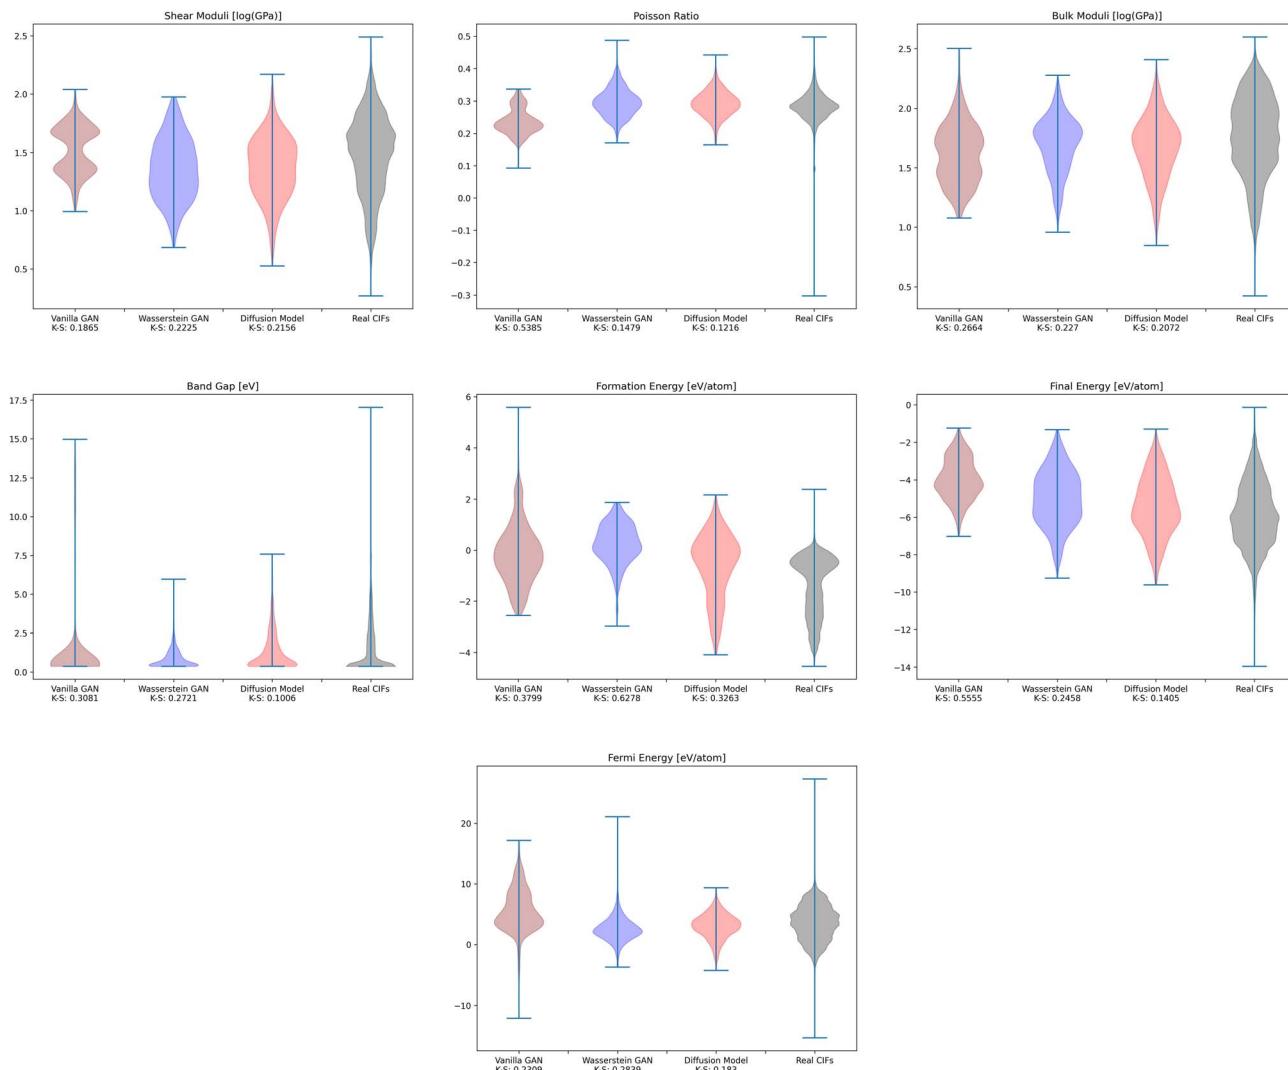 Shear Moduli [log(GPa)]
2.5
2.0
1.5
1.0
0.5
Vanilla GAN Wasserstein GAN Diffusion Model Real CIFs
K-S: 0.1865 K-S: 0.2225 K-S: 0.2156
Poisson Ratio
0.5
0.4
0.3
0.2
0.1
0.0
−0.1
−0.2
−0.3
Vanilla GAN Wasserstein GAN Diffusion Model Real CIFs
K-S: 0.5385 K-S: 0.1479 K-S: 0.1216
Bulk Moduli [log(GPa)]
2.5
2.0
1.5
1.0
0.5
Vanilla GAN Wasserstein GAN Diffusion Model Real CIFs
K-S: 0.2664 K-S: 0.227 K-S: 0.2072
Band Gap [eV]
17.5
15.0
12.5
10.0
7.5
5.0
2.5
0.0
Vanilla GAN Wasserstein GAN Diffusion Model Real CIFs
K-S: 0.3081 K-S: 0.2721 K-S: 0.1006
Formation Energy [eV/atom]
6
4
2
0
−2
−4
Vanilla GAN Wasserstein GAN Diffusion Model Real CIFs
K-S: 0.3799 K-S: 0.6278 K-S: 0.3263
Final Energy [eV/atom]
0
−2
−4
−6
−8
−10
−12
−14
Vanilla GAN Wasserstein GAN Diffusion Model Real CIFs
K-S: 0.5555 K-S: 0.2458 K-S: 0.1405
Fermi Energy [eV/atom]
20
10
0
−10
Vanilla GAN Wasserstein GAN Diffusion Model Real CIFs
K-S: 0.2309 K-S: 0.2839 K-S: 0.183